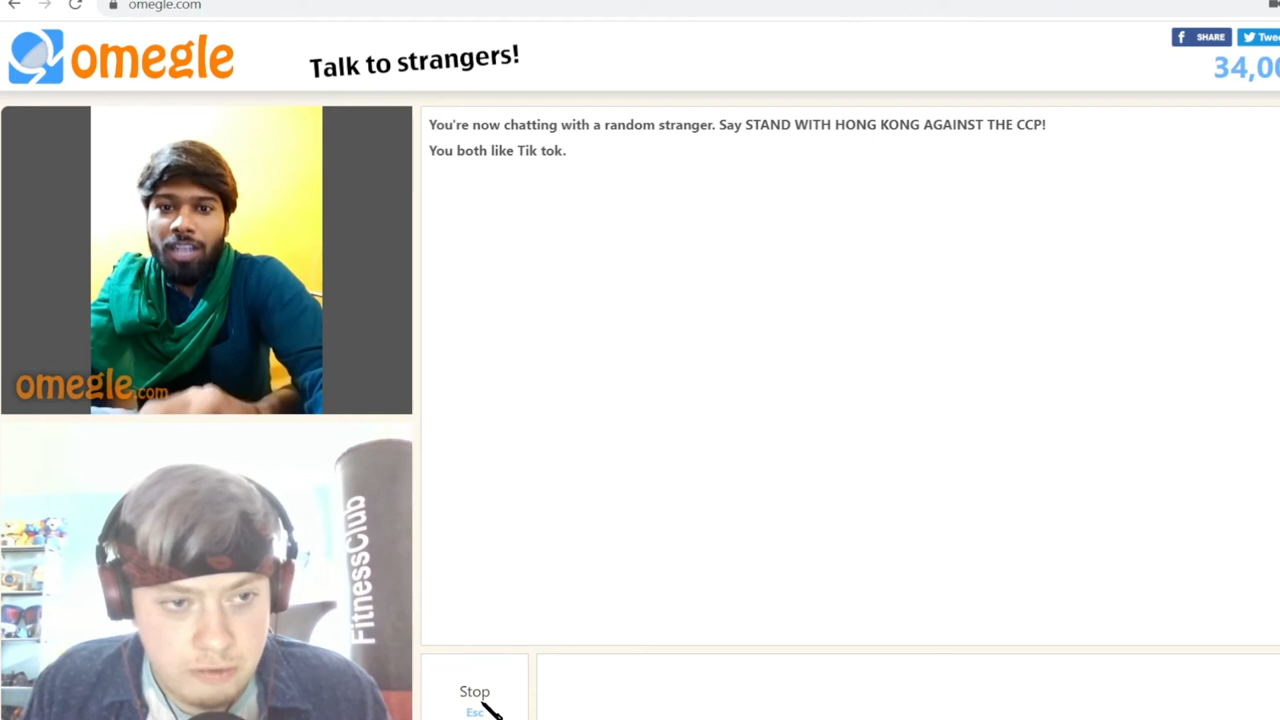 omegle.com
omegle
Talk to strangers!
SHARE
34,00
You're now chatting with a random stranger. Say STAND WITH HONG KONG AGAINST THE CCP!
You both like Tik tok.
omegle.com
FitnessClub
Stop
Esc